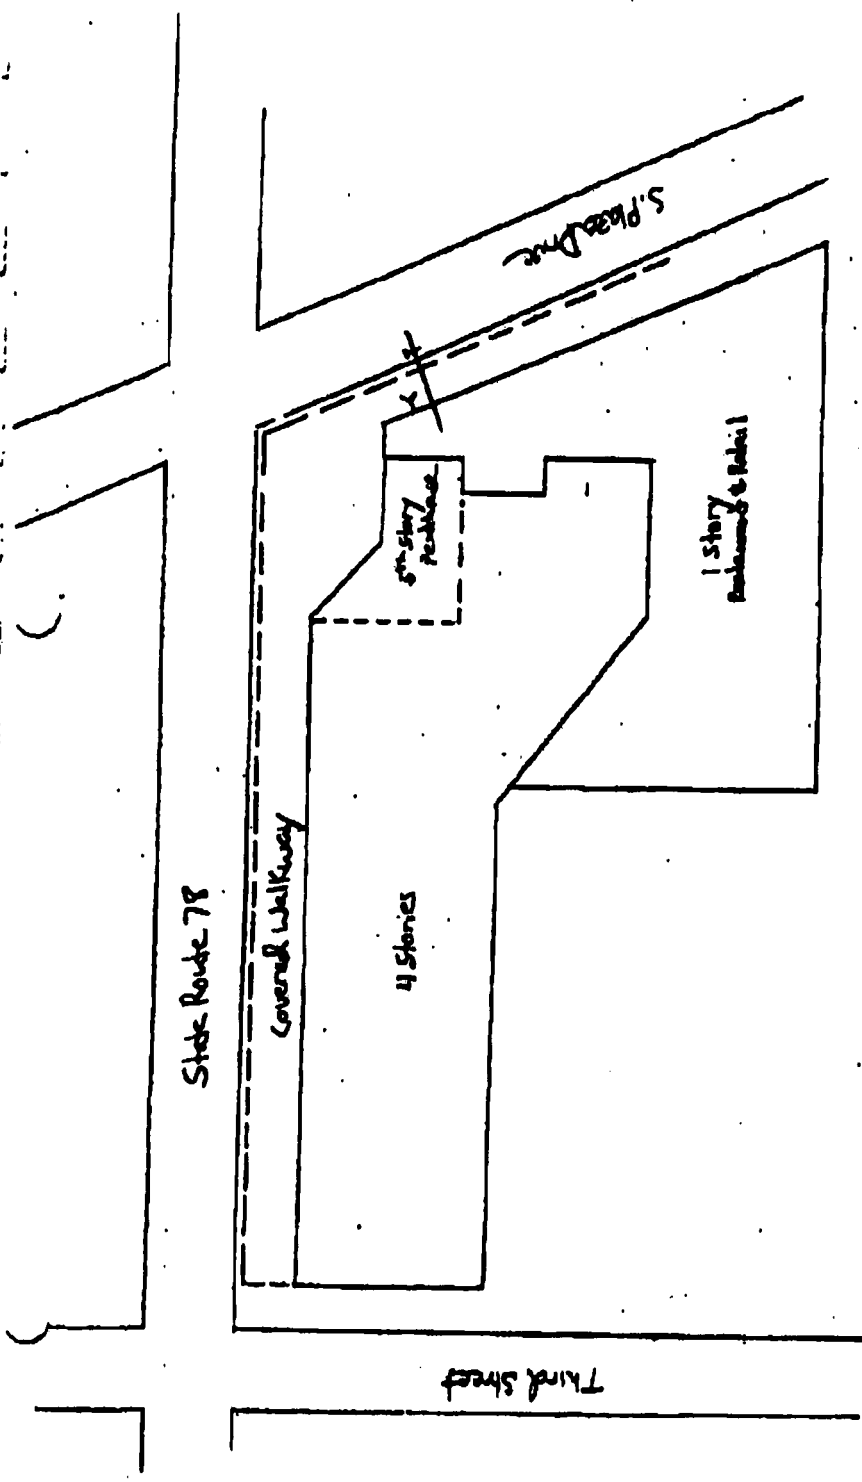 S. Plaza Drive
X
Y
5th Story
Penthouse
1 Story
Restaurant & Retail
State Route 78
Covered Walkway
4 Stories
Third Street